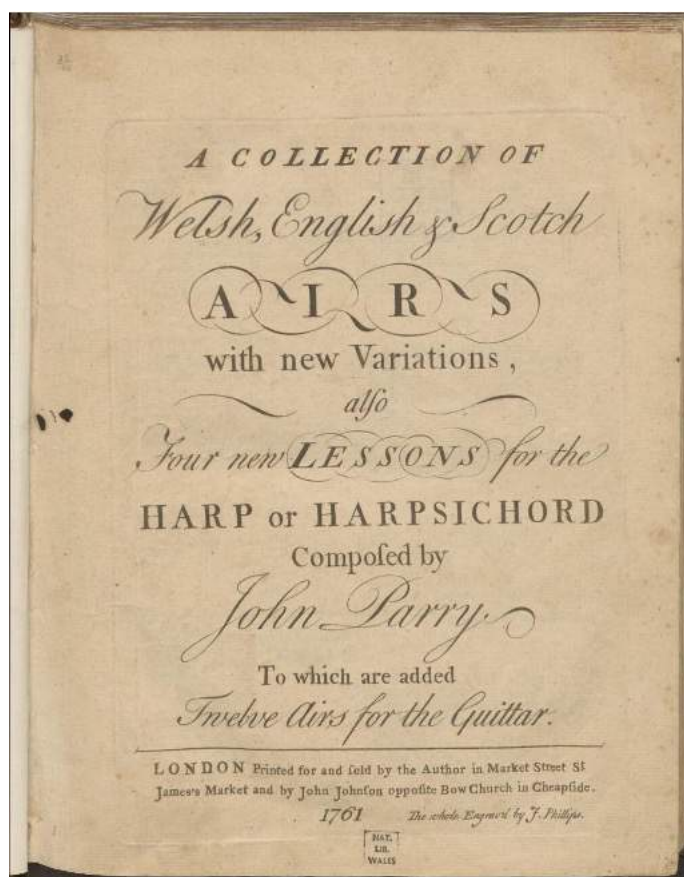 A COLLECTION OF
Welsh, English & Scotch
AIRS
with new Variations,
alſo
Four new LESSONS for the
HARP or HARPSICHORD
Compoſed by
John Parry
To which are added
Twelve Airs for the Guittar.
LONDON Printed for and ſold by the Author in Market Street St
James's Market and by John Johnſon oppoſite Bow Church in Cheapſide.
1761 The whole Engrav'd by J. Phillips.
NAT.
LIB.
WALES